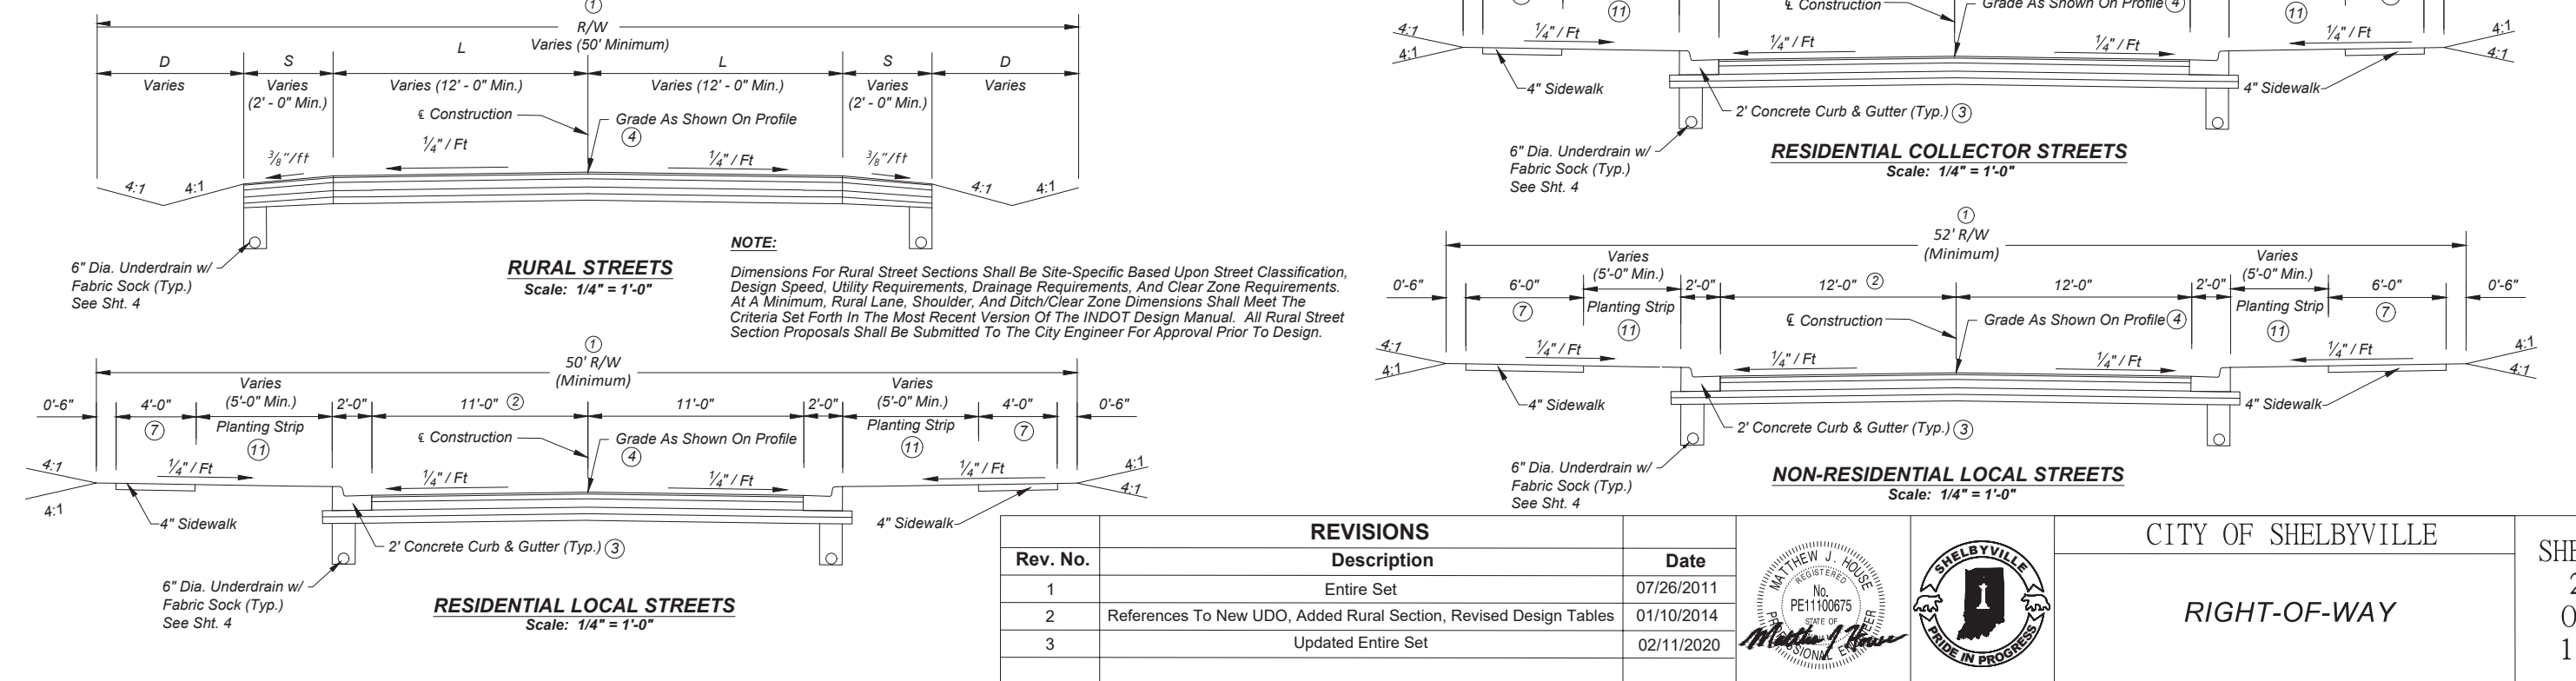 ①
R/W
Varies (50' Minimum)
D S L L S D
Varies Varies (2' - 0" Min.) Varies (12' - 0" Min.) Varies (12' - 0" Min.) Varies (2' - 0" Min.) Varies
℄ Construction
Grade As Shown On Profile
④
3/8"/ft 1/4" / Ft 1/4" / Ft 3/8"/ft
4:1 4:1 4:1 4:1
6" Dia. Underdrain w/
Fabric Sock (Typ.)
See Sht. 4
RURAL STREETS
Scale: 1/4" = 1'-0"
NOTE:
Dimensions For Rural Street Sections Shall Be Site-Specific Based Upon Street Classification,
Design Speed, Utility Requirements, Drainage Requirements, And Clear Zone Requirements.
At A Minimum, Rural Lane, Shoulder, And Ditch/Clear Zone Dimensions Shall Meet The
Criteria Set Forth In The Most Recent Version Of The INDOT Design Manual. All Rural Street
Section Proposals Shall Be Submitted To The City Engineer For Approval Prior To Design.
℄ Construction
Grade As Shown On Profile ④
⑪ ⑪
4:1 1/4" / Ft 1/4" / Ft 1/4" / Ft 1/4" / Ft 4:1
4:1 4:1
4" Sidewalk 4" Sidewalk
2' Concrete Curb & Gutter (Typ.) ③
6" Dia. Underdrain w/
Fabric Sock (Typ.)
See Sht. 4
RESIDENTIAL COLLECTOR STREETS
Scale: 1/4" = 1'-0"
①
50' R/W
(Minimum)
Varies Varies
0'-6" 4'-0" (5'-0" Min.) 2'-0" 11'-0" ② 11'-0" 2'-0" (5'-0" Min.) 4'-0" 0'-6"
⑦ Planting Strip Planting Strip ⑦
⑪ ⑪
℄ Construction
Grade As Shown On Profile
④
4:1 1/4" / Ft 1/4" / Ft 1/4" / Ft 1/4" / Ft 4:1
4:1 4:1
4" Sidewalk 4" Sidewalk
2' Concrete Curb & Gutter (Typ.) ③
6" Dia. Underdrain w/
Fabric Sock (Typ.)
See Sht. 4
RESIDENTIAL LOCAL STREETS
Scale: 1/4" = 1'-0"
①
52' R/W
(Minimum)
Varies Varies
0'-6" 6'-0" (5'-0" Min.) 2'-0" 12'-0" ② 12'-0" 2'-0" (5'-0" Min.) 6'-0" 0'-6"
⑦ Planting Strip Planting Strip ⑦
⑪ ⑪
℄ Construction
Grade As Shown On Profile ④
4:1 1/4" / Ft 1/4" / Ft 1/4" / Ft 1/4" / Ft 4:1
4:1 4:1
4" Sidewalk 4" Sidewalk
2' Concrete Curb & Gutter (Typ.) ③
6" Dia. Underdrain w/
Fabric Sock (Typ.)
See Sht. 4
NON-RESIDENTIAL LOCAL STREETS
Scale: 1/4" = 1'-0"
REVISIONS
Rev. No. Description Date
1 Entire Set 07/26/2011
2 References To New UDO, Added Rural Section, Revised Design Tables 01/10/2014
3 Updated Entire Set 02/11/2020
MATTHEW J. HOUSE
REGISTERED
No.
PE11100675
STATE OF
PROFESSIONAL ENGINEER
Matthew J House
SHELBYVILLE
PRIDE IN PROGRESS
CITY OF SHELBYVILLE
RIGHT-OF-WAY
SHE
2
O
1